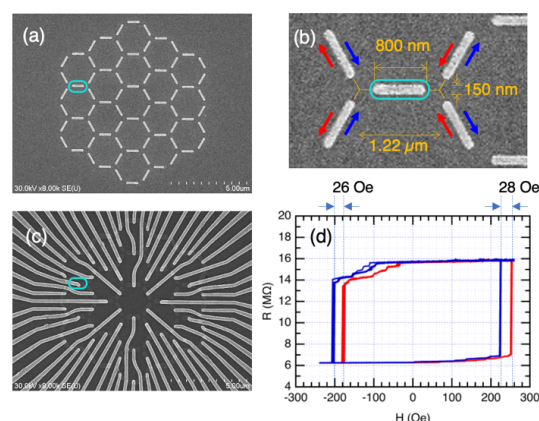 (a)
30.0kV x8.00k SE(U)
5.00um
(b)
800 nm
150 nm
1.22 µm
(c)
30.0kV x8.00k SE(U)
5.00um
26 Oe
28 Oe
(d)
R (MΩ)
20
18
16
14
12
10
8
6
4
-300 -200 -100 0 100 200 300
H (Oe)